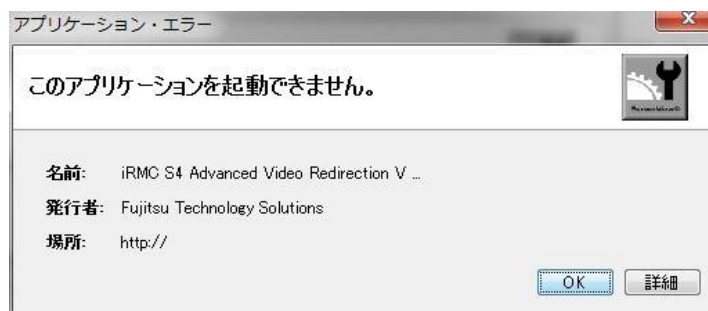 アプリケーション・エラー
このアプリケーションを起動できません。
名前: iRMC S4 Advanced Video Redirection V ...
発行者: Fujitsu Technology Solutions
場所: http://
OK 詳細